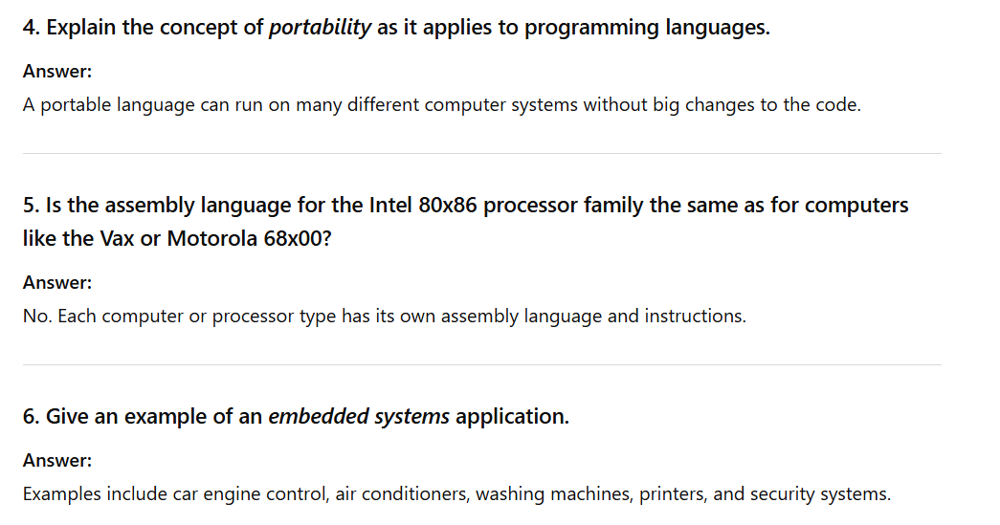 4. Explain the concept of portability as it applies to programming languages.
Answer:
A portable language can run on many different computer systems without big changes to the code.
5. Is the assembly language for the Intel 80x86 processor family the same as for computers
like the Vax or Motorola 68x00?
Answer:
No. Each computer or processor type has its own assembly language and instructions.
6. Give an example of an embedded systems application.
Answer:
Examples include car engine control, air conditioners, washing machines, printers, and security systems.